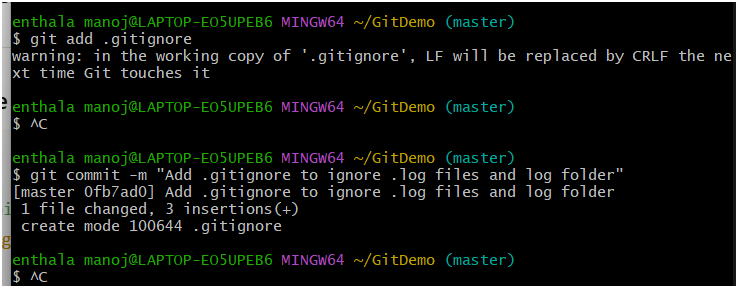 enthala manoj@LAPTOP-EO5UPEB6 MINGW64 ~/GitDemo (master)
$ git add .gitignore
warning: in the working copy of '.gitignore', LF will be replaced by CRLF the ne
xt time Git touches it
enthala manoj@LAPTOP-EO5UPEB6 MINGW64 ~/GitDemo (master)
$ ^C
enthala manoj@LAPTOP-EO5UPEB6 MINGW64 ~/GitDemo (master)
$ git commit -m "Add .gitignore to ignore .log files and log folder"
[master 0fb7ad0] Add .gitignore to ignore .log files and log folder
 1 file changed, 3 insertions(+)
 create mode 100644 .gitignore
enthala manoj@LAPTOP-EO5UPEB6 MINGW64 ~/GitDemo (master)
$ ^C